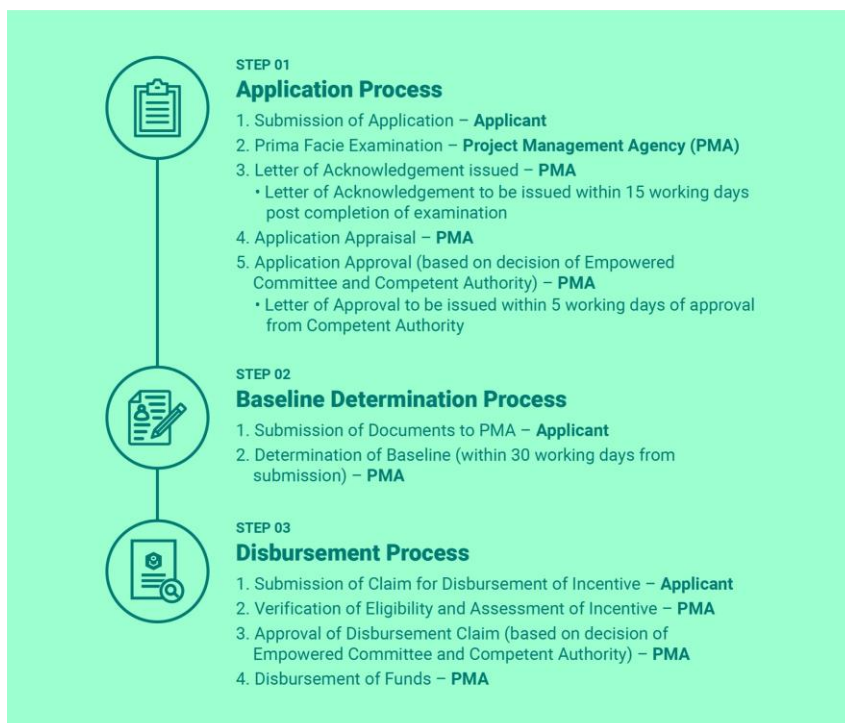 STEP 01
Application Process
1. Submission of Application – Applicant
2. Prima Facie Examination – Project Management Agency (PMA)
3. Letter of Acknowledgement issued – PMA
• Letter of Acknowledgement to be issued within 15 working days
post completion of examination
4. Application Appraisal – PMA
5. Application Approval (based on decision of Empowered
Committee and Competent Authority) – PMA
• Letter of Approval to be issued within 5 working days of approval
from Competent Authority
STEP 02
Baseline Determination Process
1. Submission of Documents to PMA – Applicant
2. Determination of Baseline (within 30 working days from
submission) – PMA
STEP 03
Disbursement Process
1. Submission of Claim for Disbursement of Incentive – Applicant
2. Verification of Eligibility and Assessment of Incentive – PMA
3. Approval of Disbursement Claim (based on decision of
Empowered Committee and Competent Authority) – PMA
4. Disbursement of Funds – PMA